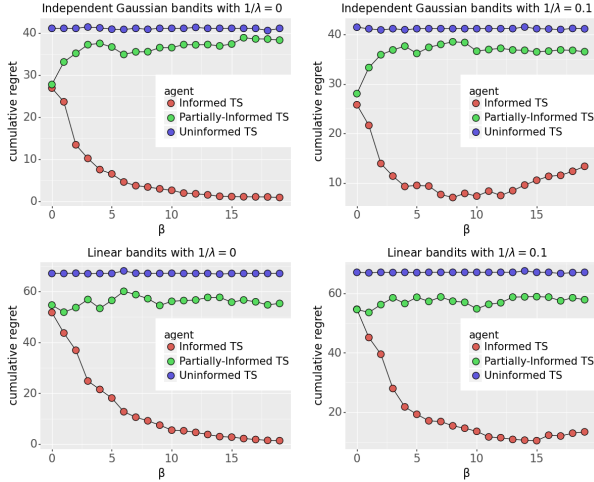 Independent Gaussian bandits with 1/λ = 0
cumulative regret
40
30
20
10
0
0
5
10
15
β
agent
Informed TS
Partially-Informed TS
Uninformed TS
Independent Gaussian bandits with 1/λ = 0.1
cumulative regret
40
30
20
10
0
5
10
15
β
agent
Informed TS
Partially-Informed TS
Uninformed TS
Linear bandits with 1/λ = 0
cumulative regret
60
40
20
0
0
5
10
15
β
agent
Informed TS
Partially-Informed TS
Uninformed TS
Linear bandits with 1/λ = 0.1
cumulative regret
60
40
20
0
5
10
15
β
agent
Informed TS
Partially-Informed TS
Uninformed TS